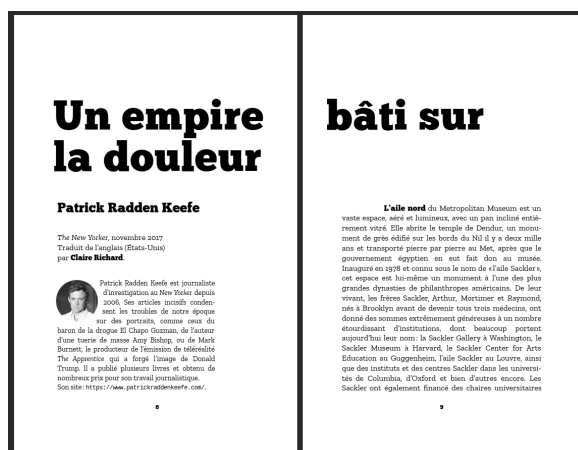 Un empire bâti sur
la douleur
Patrick Radden Keefe
The New Yorker, novembre 2017
Traduit de l'anglais (États-Unis)
par Claire Richard.
Patrick Radden Keefe est journaliste
d'investigation au New Yorker depuis
2006. Ses articles incisifs conden-
sent les troubles de notre époque
sur des portraits, comme ceux du
baron de la drogue El Chapo Guzman, de l'auteur
d'une tuerie de masse Amy Bishop, ou de Mark
Burnett, le producteur de l'émission de téléréalité
The Apprentice qui a forgé l'image de Donald
Trump. Il a publié plusieurs livres et obtenu de
nombreux prix pour son travail journalistique.
Son site: https://www.patrickraddenkeefe.com/.
8
L'aile nord du Metropolitan Museum est un
vaste espace, aéré et lumineux, avec un pan incliné entiè-
rement vitré. Elle abrite le temple de Dendur, un monu-
ment de grès édifié sur les bords du Nil il y a deux mille
ans et transporté pierre par pierre au Met, après que le
gouvernement égyptien en eut fait don au musée.
Inauguré en 1978 et connu sous le nom de «l'aile Sackler»,
cet espace est lui-même un monument à l'une des plus
grandes dynasties de philanthropes américains. De leur
vivant, les frères Sackler, Arthur, Mortimer et Raymond,
nés à Brooklyn avant de devenir tous trois médecins, ont
donné des sommes extrêmement généreuses à un nombre
étourdissant d'institutions, dont beaucoup portent
aujourd'hui leur nom: la Sackler Gallery à Washington, le
Sackler Museum à Harvard, le Sackler Center for Arts
Education au Guggenheim, l'aile Sackler au Louvre, ainsi
que des instituts et des centres Sackler dans les universi-
tés de Columbia, d'Oxford et bien d'autres encore. Les
Sackler ont également financé des chaires universitaires
9